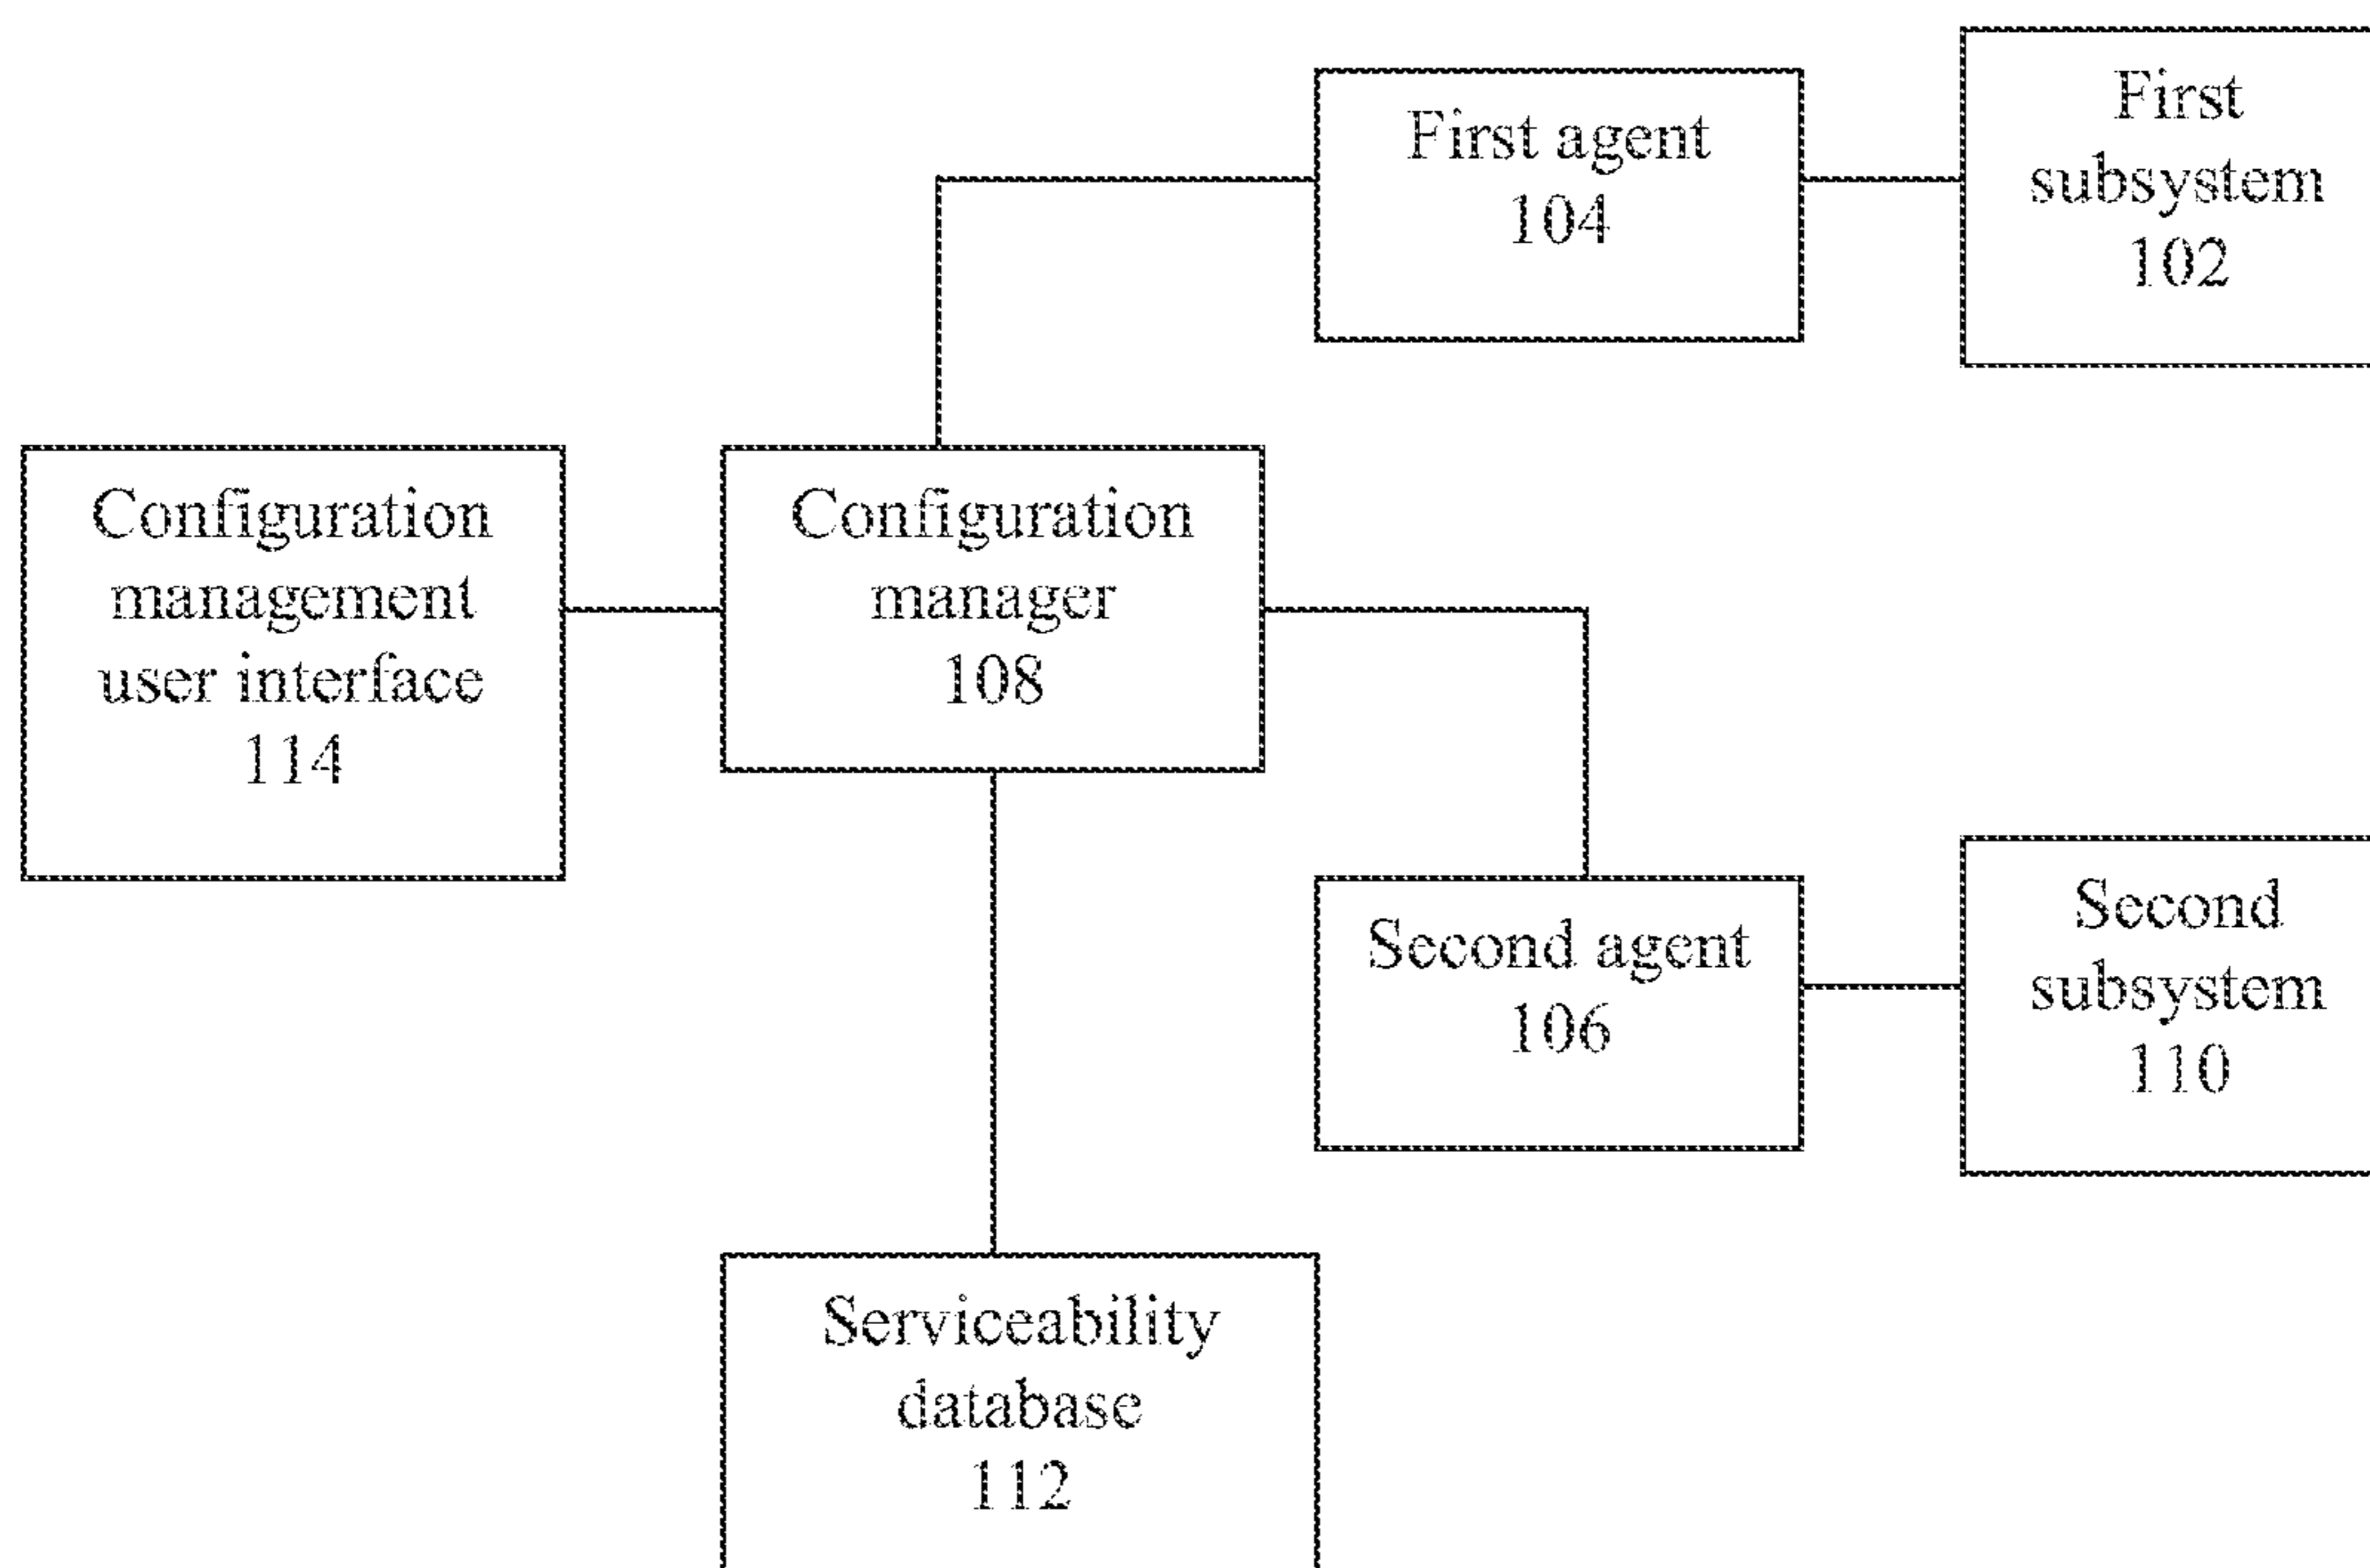 First agent
104
First
subsystem
102
Configuration
management
user interface
114
Configuration
manager
108
Second agent
106
Second
subsystem
110
Serviceability
database
112